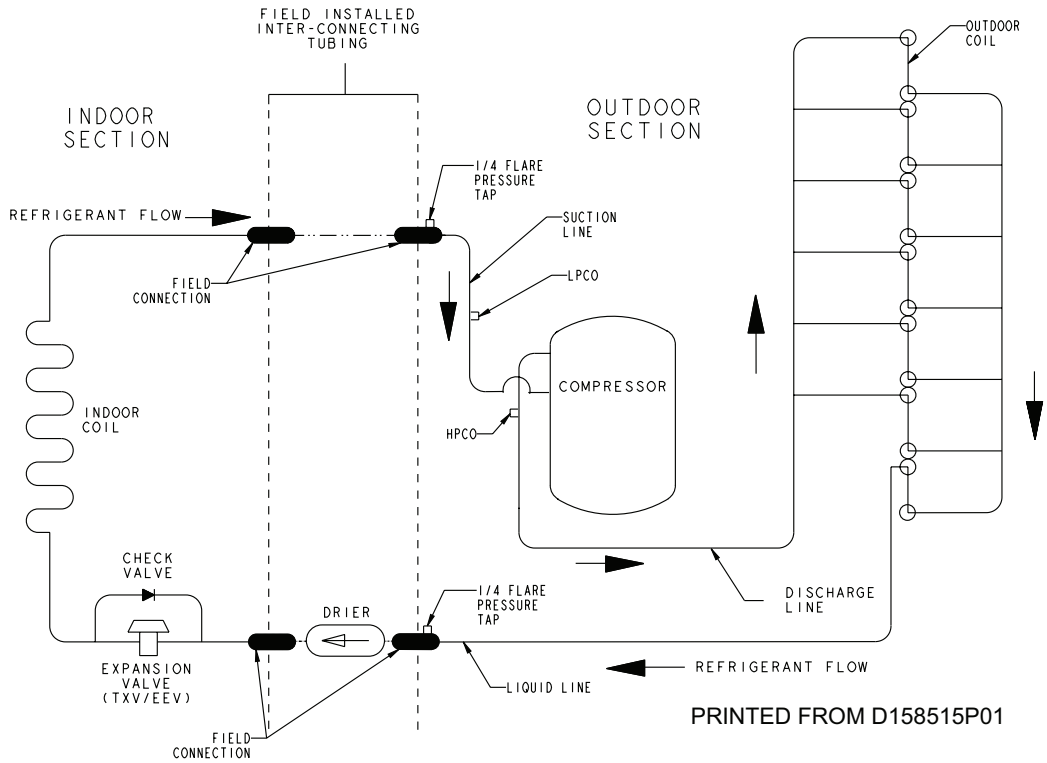 FIELD INSTALLED
INTER-CONNECTING
TUBING
OUTDOOR
COIL
INDOOR
SECTION
OUTDOOR
SECTION
1/4 FLARE
PRESSURE
TAP
REFRIGERANT FLOW
SUCTION
LINE
FIELD
CONNECTION
LPCO
COMPRESSOR
INDOOR
COIL
HPCO
CHECK
VALVE
1/4 FLARE
PRESSURE
TAP
DISCHARGE
LINE
DRIER
EXPANSION
VALVE
(TXV/EEV)
REFRIGERANT FLOW
LIQUID LINE
PRINTED FROM D158515P01
FIELD
CONNECTION